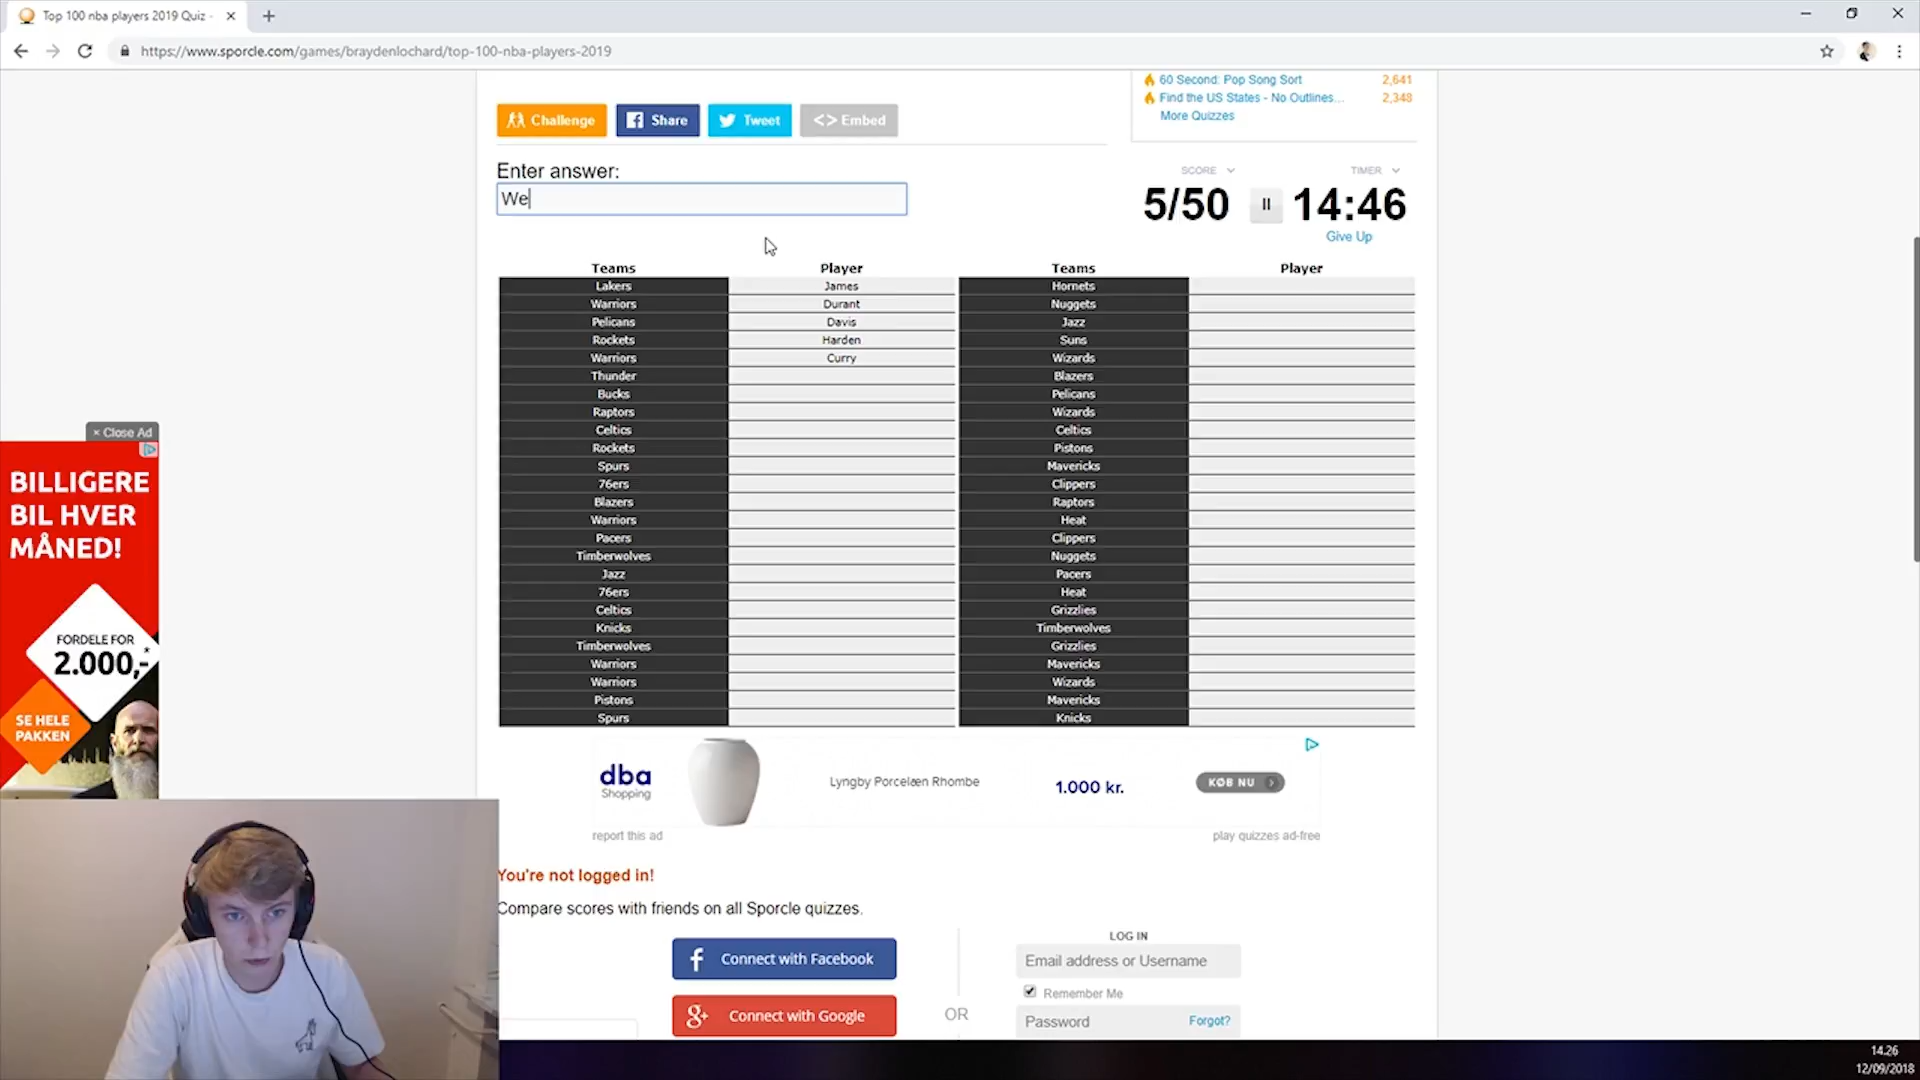 Top 100 nba players 2019 Quiz -
https://www.sporcle.com/games/braydenlochard/top-100-nba-players-2019
60 Second: Pop Song Sort 2,641
Find the US States - No Outlines... 2,348
More Quizzes
Challenge Share Tweet <> Embed
Enter answer:
We
SCORE TIMER
5/50 14:46
Give Up
Teams Player Teams Player
Lakers James Hornets
Warriors Durant Nuggets
Pelicans Davis Jazz
Rockets Harden Suns
Warriors Curry Wizards
Thunder Blazers
Bucks Pelicans
Raptors Wizards
Celtics Celtics
Rockets Pistons
Spurs Mavericks
76ers Clippers
Blazers Raptors
Warriors Heat
Pacers Clippers
Timberwolves Nuggets
Jazz Pacers
76ers Heat
Celtics Grizzlies
Knicks Timberwolves
Timberwolves Grizzlies
Warriors Mavericks
Warriors Wizards
Pistons Mavericks
Spurs Knicks
× Close Ad
BILLIGERE
BIL HVER
MÅNED!
FORDELE FOR
2.000,-*
SE HELE
PAKKEN
dba
Shopping
Lyngby Porcelæn Rhombe
1.000 kr.
KØB NU
report this ad play quizzes ad-free
You're not logged in!
Compare scores with friends on all Sporcle quizzes.
f Connect with Facebook
g+ Connect with Google
OR
LOG IN
Email address or Username
Remember Me
Password Forgot?
14.26
12/09/2018